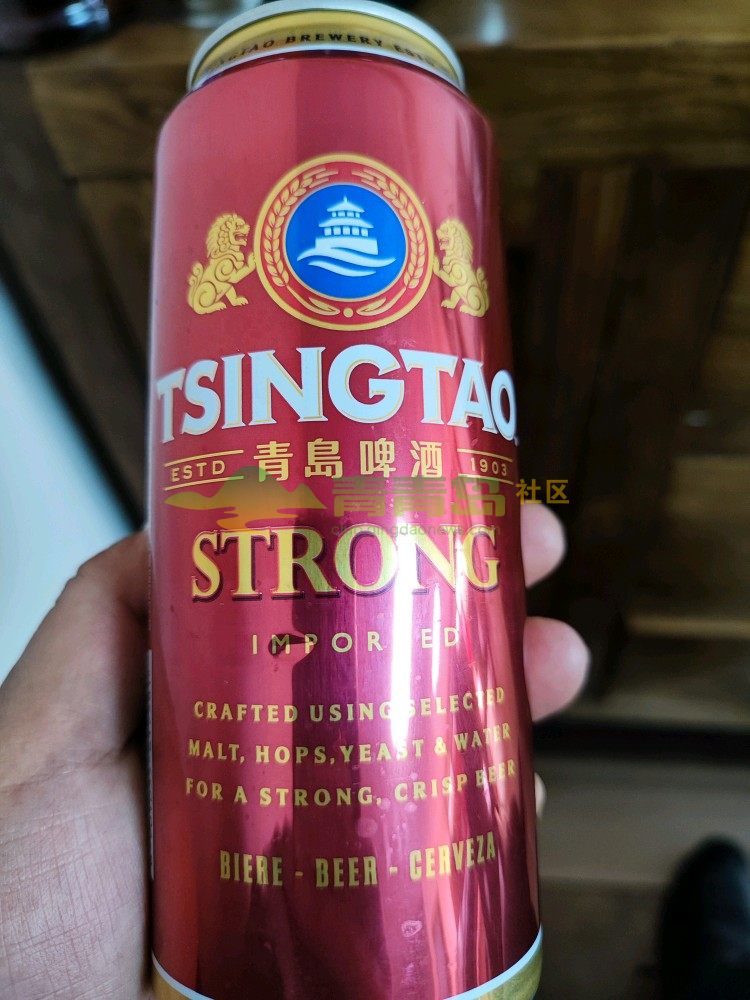 BREWERY
TSINGTAO
ESTD 青島啤酒 1903
青青岛社区
STRONG
IMPORTED
CRAFTED USING SELECTED
MALT, HOPS, YEAST & WATER
FOR A STRONG, CRISP BEER
BIERE - BEER - CERVEZA